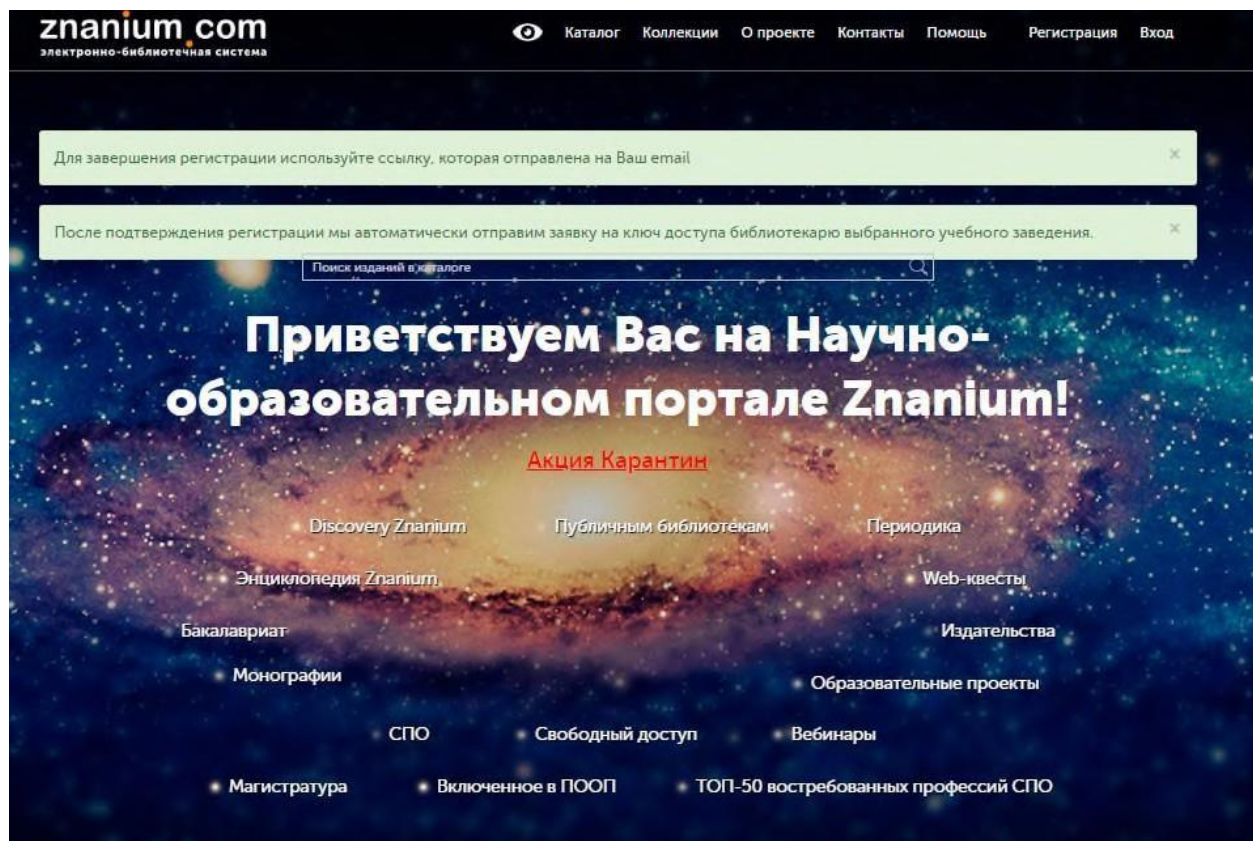 znanium.com
электронно-библиотечная система
Каталог Коллекции О проекте Контакты Помощь Регистрация Вход
Для завершения регистрации используйте ссылку, которая отправлена на Ваш email ×
После подтверждения регистрации мы автоматически отправим заявку на ключ доступа библиотекарю выбранного учебного заведения. ×
Поиск изданий в каталоге
Приветствуем Вас на Научно-
образовательном портале Znanium!
Акция Карантин
Discovery Znanium Публичным библиотекам Периодика
Энциклопедия Znanium Web-квесты
Бакалавриат Издательства
Монографии Образовательные проекты
СПО Свободный доступ Вебинары
Магистратура Включенное в ПООП ТОП-50 востребованных профессий СПО